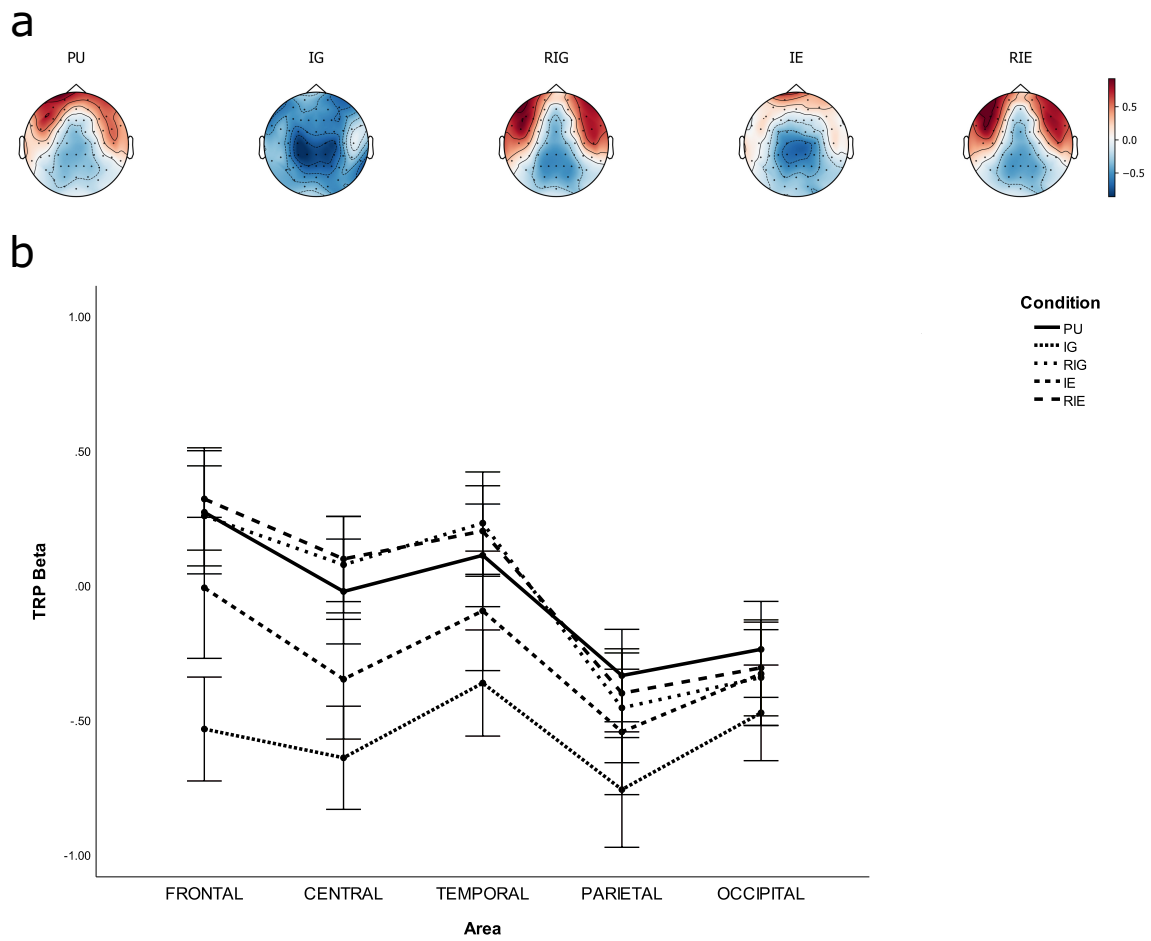 a
PU IG RIG IE RIE
0.5
0.0
−0.5
b
Condition
PU
IG
RIG
IE
RIE
1.00
.50
.00
-.50
-1.00
TRP Beta
FRONTAL CENTRAL TEMPORAL PARIETAL OCCIPITAL
Area